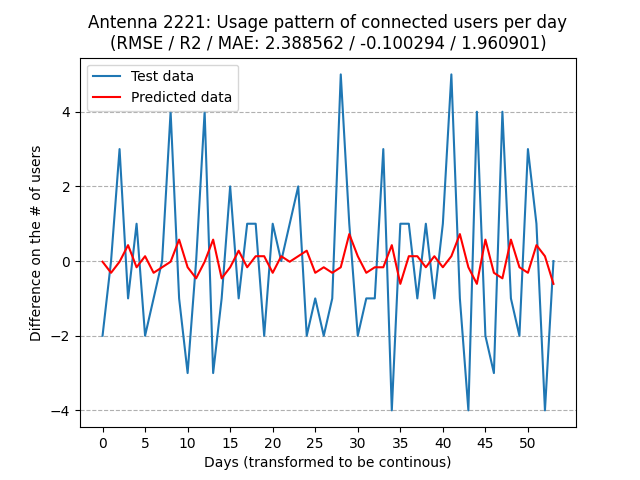 Antenna 2221: Usage pattern of connected users per day
(RMSE / R2 / MAE: 2.388562 / -0.100294 / 1.960901)
Test data
Predicted data
Difference on the # of users
4
2
0
−2
−4
0 5 10 15 20 25 30 35 40 45 50
Days (transformed to be continous)